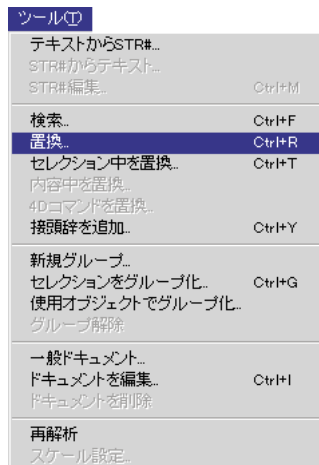 ツール(T)
テキストからSTR#...
STR#からテキスト...
STR#編集... Ctrl+M
検索... Ctrl+F
置換... Ctrl+R
セレクション中を置換... Ctrl+T
内容中を置換...
4Dコマンドを置換...
接頭辞を追加... Ctrl+Y
新規グループ...
セレクションをグループ化... Ctrl+G
使用オブジェクトでグループ化...
グループ解除
一般ドキュメント...
ドキュメントを編集... Ctrl+I
ドキュメントを削除
再解析
スケール設定...